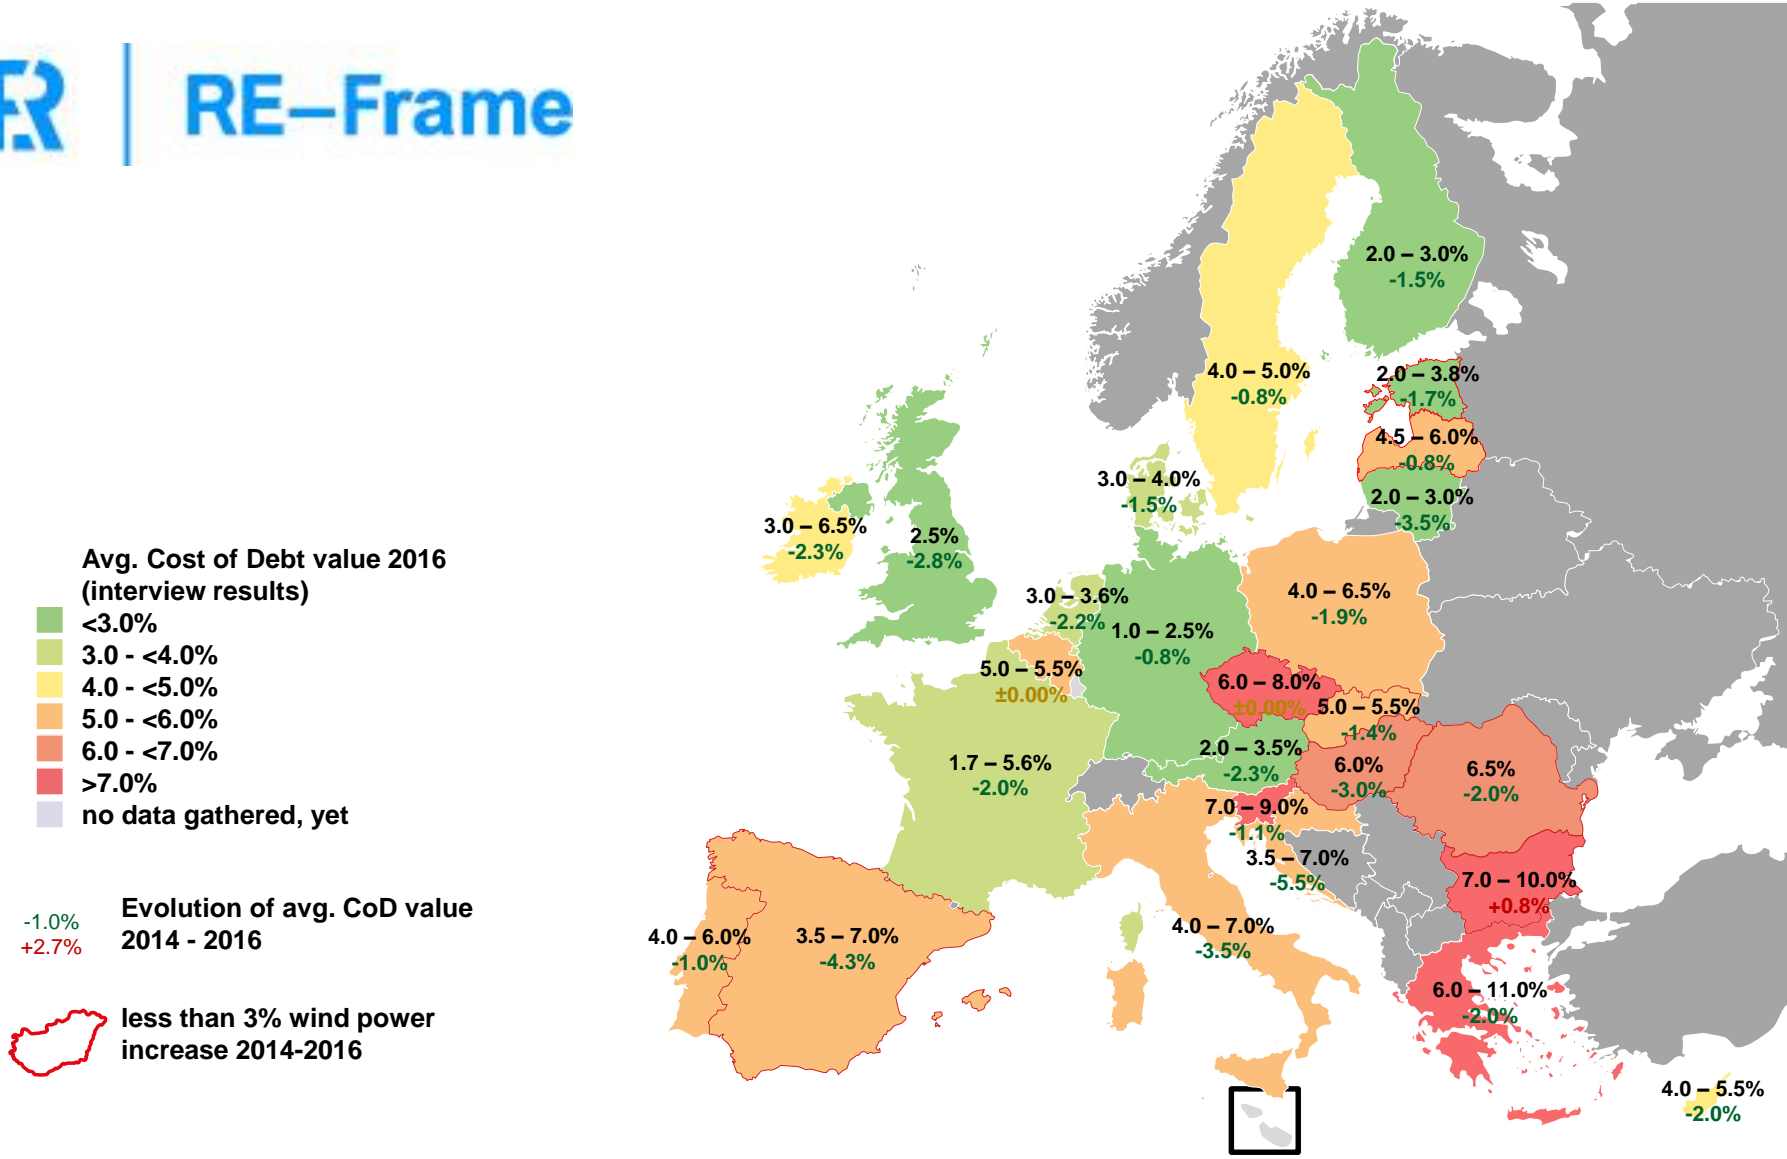 RE–Frame
2.0 – 3.0%
-1.5%
4.0 – 5.0%
-0.8%
2.0 – 3.8%
-1.7%
4.5 – 6.0%
-0.8%
2.0 – 3.0%
-3.5%
3.0 – 4.0%
-1.5%
3.0 – 6.5%
-2.3%
2.5%
-2.8%
3.0 – 3.6%
-2.2%
1.0 – 2.5%
-0.8%
4.0 – 6.5%
-1.9%
5.0 – 5.5%
±0.00%
6.0 – 8.0%
±0.00%
5.0 – 5.5%
-1.4%
1.7 – 5.6%
-2.0%
2.0 – 3.5%
-2.3%
6.0%
-3.0%
6.5%
-2.0%
7.0 – 9.0%
-1.1%
3.5 – 7.0%
-5.5%
7.0 – 10.0%
+0.8%
4.0 – 6.0%
-1.0%
3.5 – 7.0%
-4.3%
4.0 – 7.0%
-3.5%
6.0 – 11.0%
-2.0%
4.0 – 5.5%
-2.0%
Avg. Cost of Debt value 2016
(interview results)
<3.0%
3.0 - <4.0%
4.0 - <5.0%
5.0 - <6.0%
6.0 - <7.0%
>7.0%
no data gathered, yet
-1.0%
+2.7%
Evolution of avg. CoD value
2014 - 2016
less than 3% wind power
increase 2014-2016